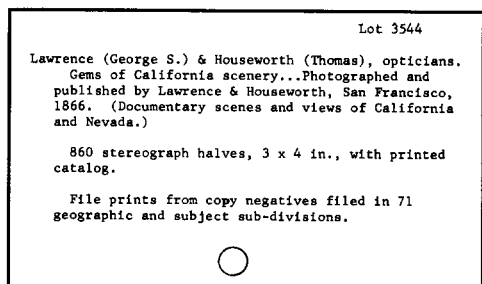 Lot 3544
Lawrence (George S.) & Houseworth (Thomas), opticians.
Gems of California scenery...Photographed and
published by Lawrence & Houseworth, San Francisco,
1866. (Documentary scenes and views of California
and Nevada.)
860 stereograph halves, 3 x 4 in., with printed
catalog.
File prints from copy negatives filed in 71
geographic and subject sub-divisions.